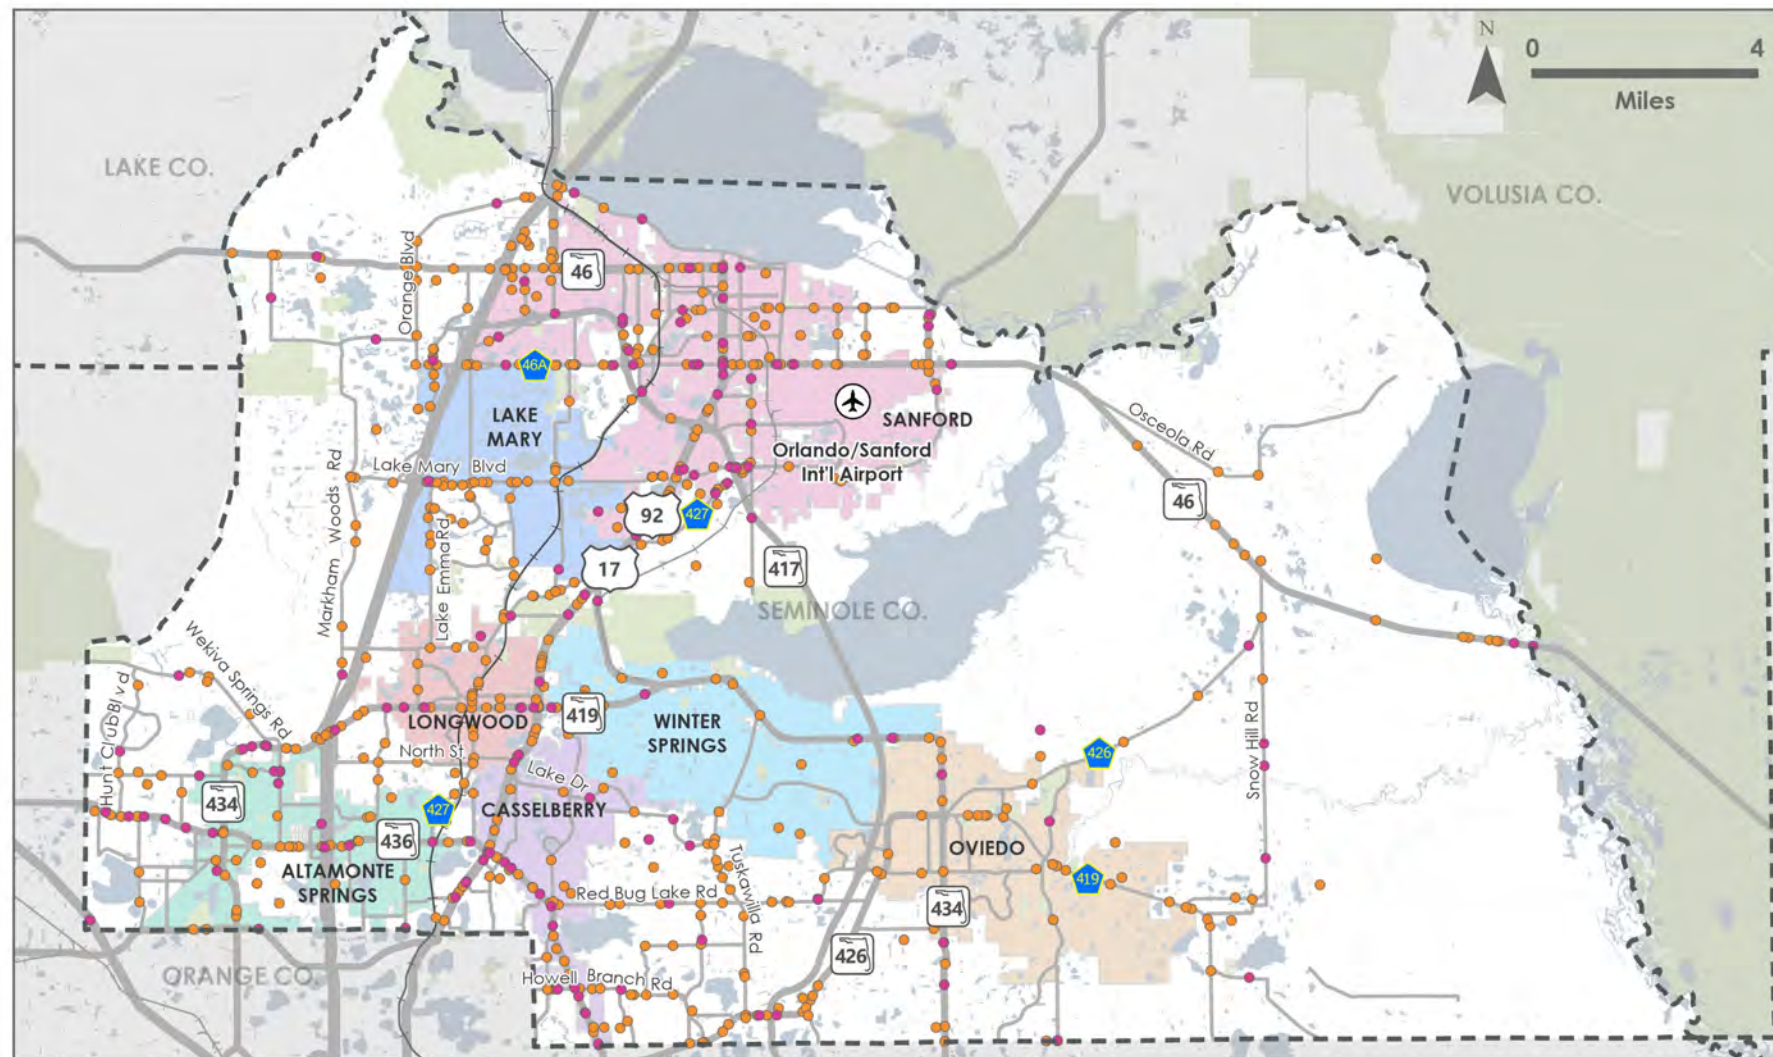 N
0 4
Miles
LAKE CO.
VOLUSIA CO.
Orange Blvd
46
46A
LAKE
MARY
SANFORD
Orlando/Sanford
Int'l Airport
Osceola Rd
Markham Woods Rd
Lake Mary Blvd
46
92
427
Lake Emma Rd
17
417
SEMINOLE CO.
Wekiva Springs Rd
Hunt Club Blvd
LONGWOOD
419
WINTER
SPRINGS
North St.
Lake Dr
426
Snow Hill Rd
434
427
CASSELBERRY
436
OVIEDO
ALTAMONTE
SPRINGS
Tuskawilla Rd
419
Red Bug Lake Rd
434
426
ORANGE CO.
Howell Branch Rd